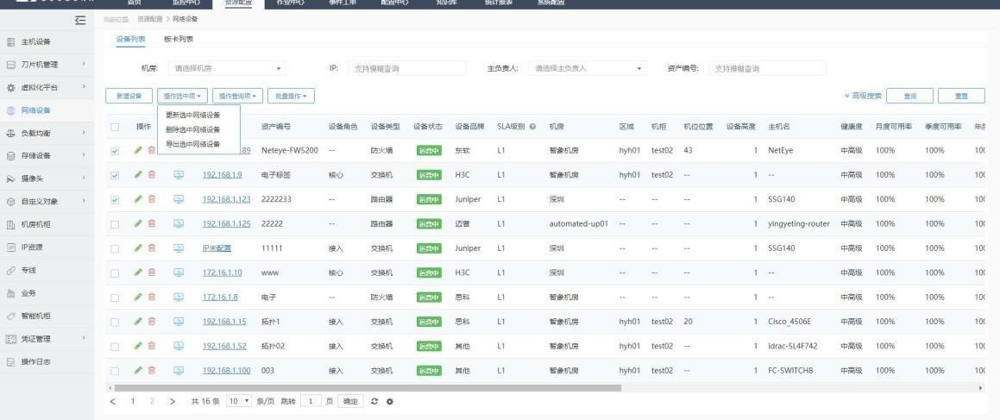 首页 监控中心 资源配置 作业中心 事件工单 配置中心 知识库 统计报表 系统配置
当前位置: 资源配置 > 网络设备
主机设备
刀片机管理
虚拟化平台
网络设备
负载均衡
存储设备
摄像头
自定义对象
机房机柜
IP资源
专线
业务
智能机柜
凭证管理
操作日志
设备列表 板卡列表
机房: 请选择机房 IP: 支持模糊查询 主负责人: 请选择主负责人 资产编号: 支持模糊查询
新增设备 操作选中项 操作查询项 批量操作 高级搜索 查询 重置
更新选中网络设备
删除选中网络设备
导出选中网络设备
操作 资产编号 设备角色 设备类型 设备状态 设备品牌 SLA级别 机房 区域 机柜 机位位置 设备高度 主机名 健康度 月度可用率 季度可用率
89 Neteye-FW5200 -- 防火墙 运营中 东软 L1 智象机房 hyh01 test02 43 1 NetEye 中高级 100% 100% 100
192.168.1.9 电子标签 核心 交换机 运营中 H3C L1 智象机房 hyh01 test02 -- 1 -- 中高级 100% 100% 100
192.168.1.123 2222233 -- 路由器 运营中 Juniper L1 深圳 -- -- -- 1 SSG140 中高级 100% 100% 100
192.168.1.125 22222 -- 路由器 运营中 迈普 L1 automated-up01 -- -- -- 1 yingyeting-router 中高级 100% 100% 100
IP未配置 11111 接入 交换机 运营中 Juniper L1 深圳 -- -- -- 1 SSG140 中高级 100% 100% 100
172.16.1.10 www 核心 交换机 运营中 H3C L1 深圳 -- -- -- 1 -- 中高级 100% 100% 100
172.16.1.8 电子 -- 防火墙 运营中 思科 L1 智象机房 -- -- -- 1 -- 中高级 100% 100% 100
192.168.1.15 拓扑1 接入 交换机 运营中 思科 L1 智象机房 hyh01 test02 20 1 Cisco_4506E 中高级 100% 100% 100
192.168.1.52 拓扑02 接入 交换机 运营中 其他 L1 智象机房 hyh01 test02 -- 1 idrac-5L4F742 中高级 100% 100% 100
192.168.1.100 003 接入 交换机 运营中 其他 L1 智象机房 hyh01 test02 -- 1 FC-SWITCH8 中高级 100% 100% 100
< 1 2 > 共 16 条 10 条/页 跳转 1 页 确定